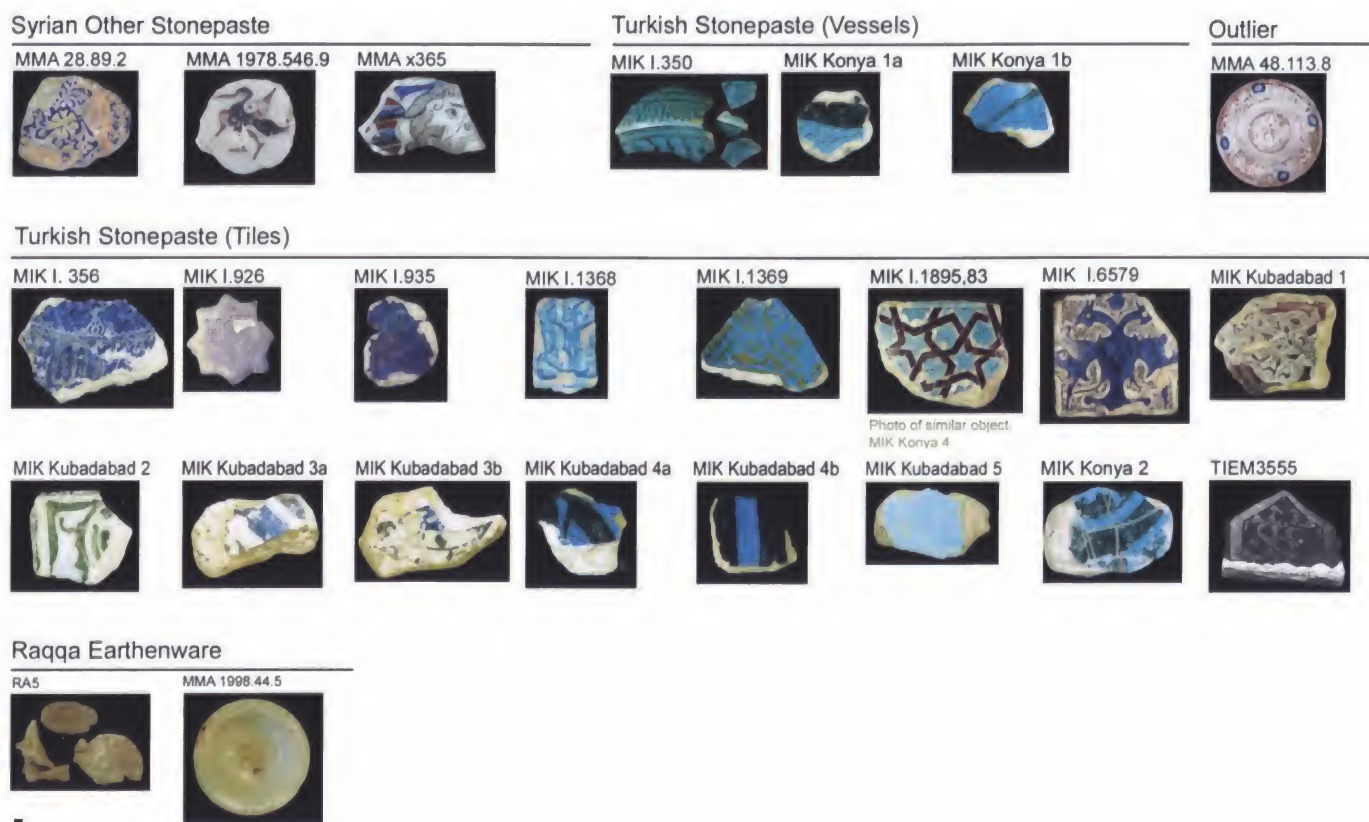 Syrian Other Stonepaste
Turkish Stonepaste (Vessels)
Outlier
MMA 28.89.2
MMA 1978.546.9
MMA x365
MIK I.350
MIK Konya 1a
MIK Konya 1b
MMA 48.113.8
Turkish Stonepaste (Tiles)
MIK I. 356
MIK I.926
MIK I.935
MIK I.1368
MIK I.1369
MIK I.1895,83
MIK I.6579
MIK Kubadabad 1
Photo of similar object
MIK Konya 4
MIK Kubadabad 2
MIK Kubadabad 3a
MIK Kubadabad 3b
MIK Kubadabad 4a
MIK Kubadabad 4b
MIK Kubadabad 5
MIK Konya 2
TIEM3555
Raqqa Earthenware
RA5
MMA 1998.44.5